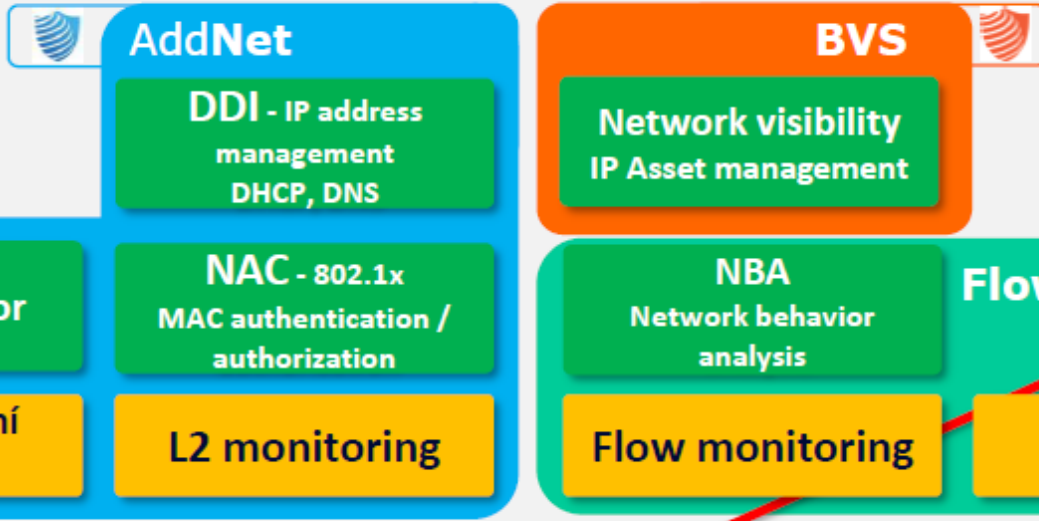 AddNet
BVS
DDI - IP address
management
DHCP, DNS
Network visibility
IP Asset management
NAC - 802.1x
MAC authentication /
authorization
NBA
Network behavior
analysis
L2 monitoring
Flow monitoring